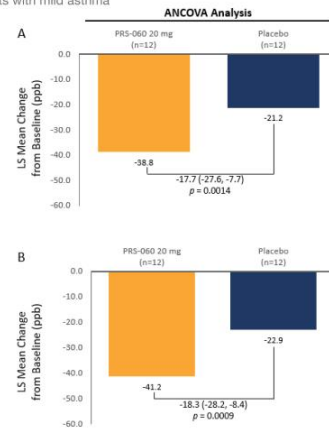 ts with mild asthma
ANCOVA Analysis
A
PRS-060 20 mg
(n=12)
Placebo
(n=12)
LS Mean Change
from Baseline (ppb)
0.0
-10.0
-20.0
-30.0
-40.0
-50.0
-60.0
-38.8
-21.2
-17.7 (-27.6, -7.7)
p = 0.0014
B
PRS-060 20 mg
(n=12)
Placebo
(n=12)
LS Mean Change
from Baseline (ppb)
0.0
-10.0
-20.0
-30.0
-40.0
-50.0
-60.0
-41.2
-22.9
-18.3 (-28.2, -8.4)
p = 0.0009